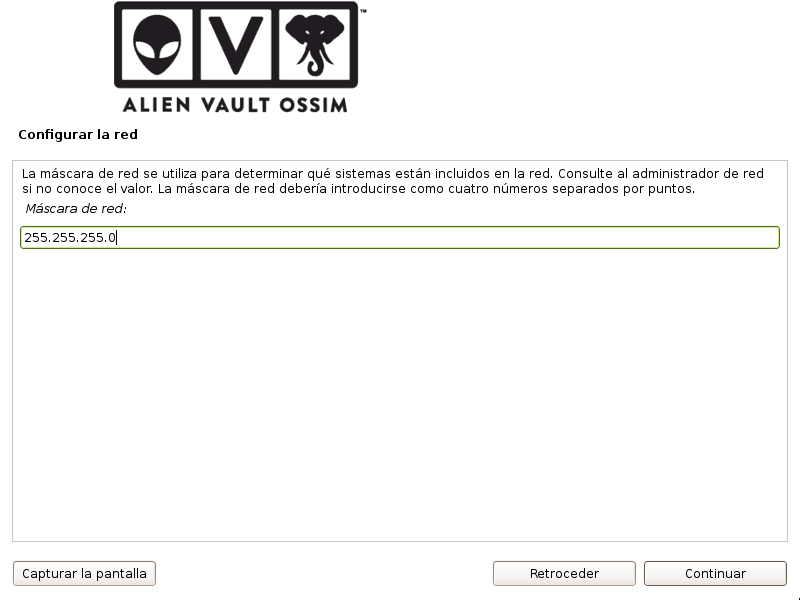 ™
ALIEN VAULT OSSIM
Configurar la red
La máscara de red se utiliza para determinar qué sistemas están incluidos en la red. Consulte al administrador de red
si no conoce el valor. La máscara de red debería introducirse como cuatro números separados por puntos.
Máscara de red:
255.255.255.0
Capturar la pantalla
Retroceder
Continuar